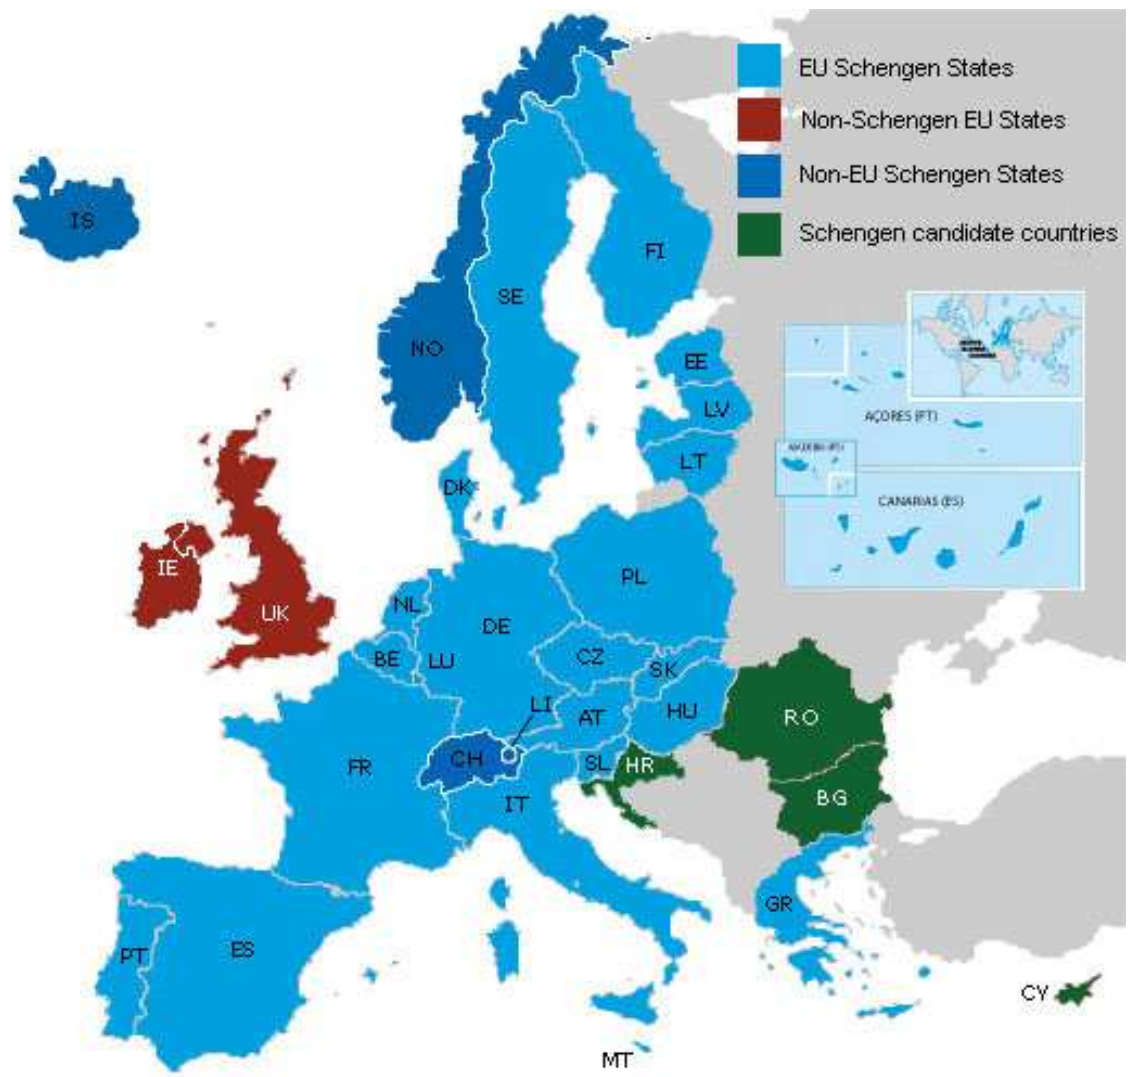 EU Schengen States
Non-Schengen EU States
Non-EU Schengen States
Schengen candidate countries
IS
FI
SE
NO
EE
LV
LT
DK
AÇORES (PT)
CANARIAS (ES)
IE
UK
NL
PL
DE
BE
LU
CZ
SK
LI
AT
HU
RO
FR
CH
SL
HR
IT
BG
GR
PT
ES
CY
MT